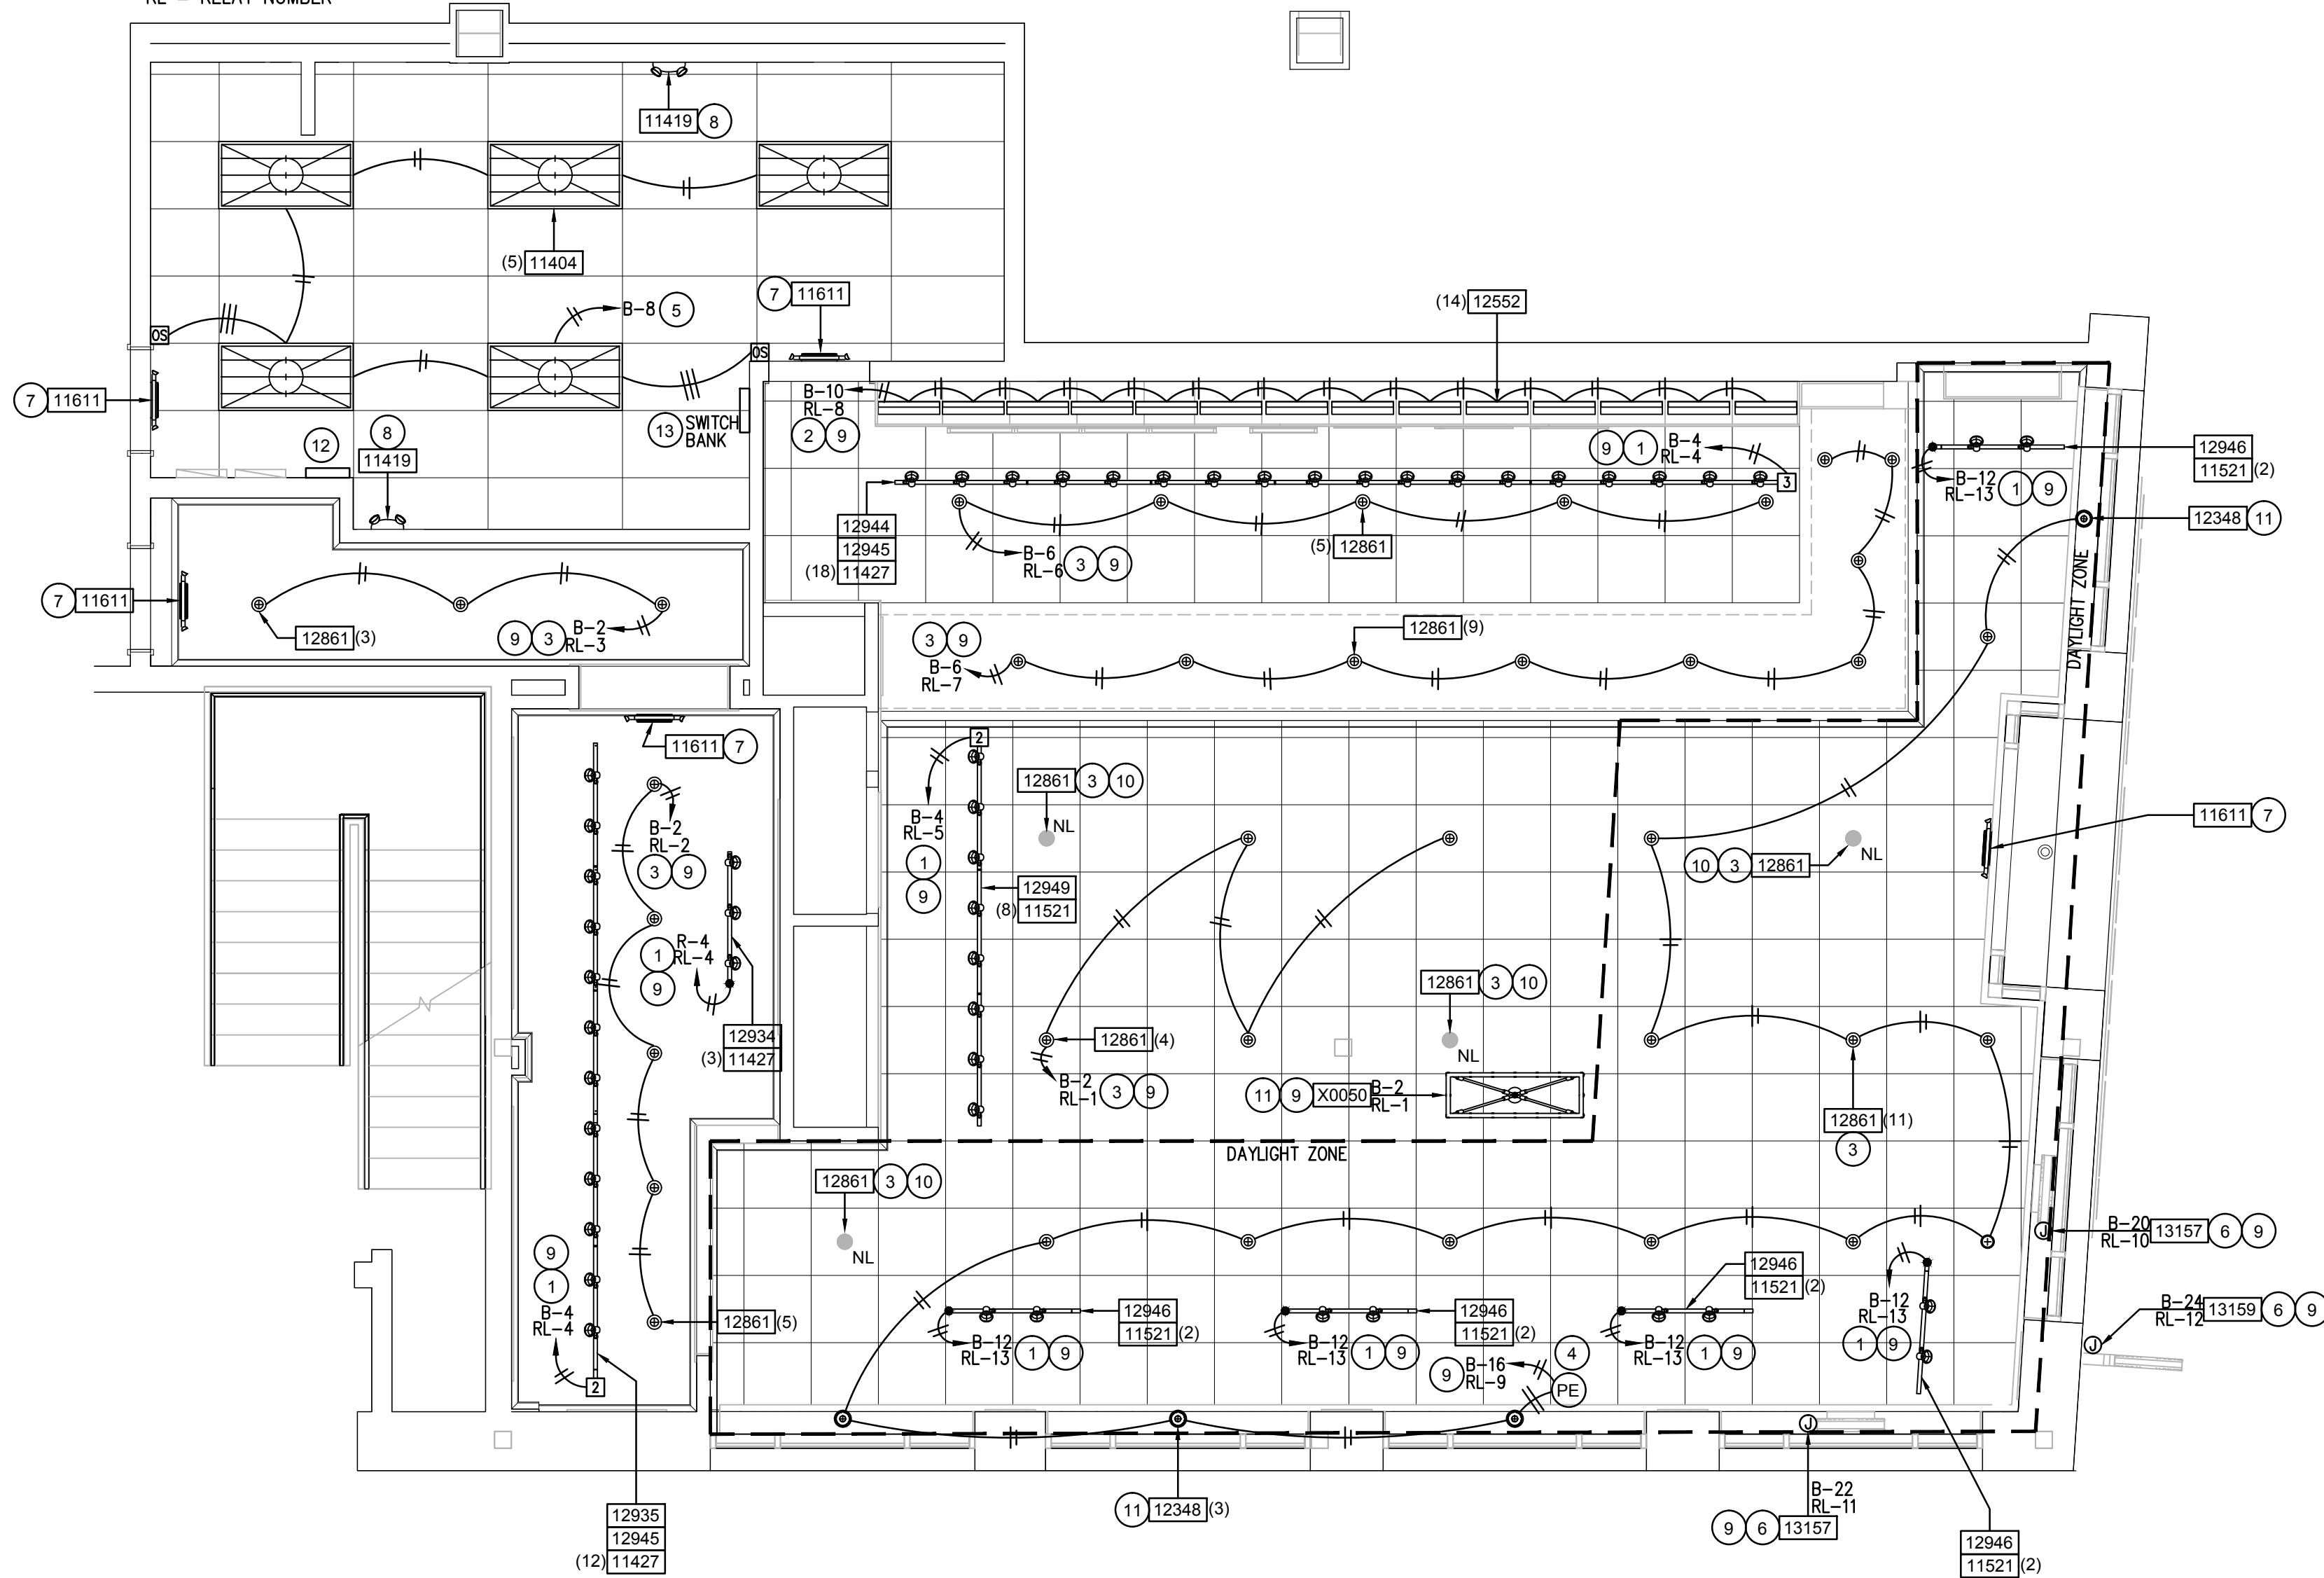 RL - RELAY NUMBER
11419 8
(5) 11404
7 11611
B-8 5
OS
OS
7 11611
8
11419
12
13 SWITCH
BANK
B-10
RL-8
2 9
(14) 12552
9 1 B-4
RL-4
3
12946
11521 (2)
B-12
RL-13 1 9
12348 11
DAYLIGHT ZONE
12944
12945
(18) 11427
(5) 12861
B-6
RL-6 3 9
7 11611
12861 (3)
9 3 B-2
RL-3
3 9
B-6
RL-7
12861 (9)
11611 7
2
12861 3 10
NL
B-4
RL-5
1
9
B-2
RL-2
3 9
12949
(8) 11521
10 3 12861
NL
11611 7
1 R-4
RL-4
9
12934
(3) 11427
12861 3 10
NL
12861 (4)
B-2
RL-1 3 9
11 9 X0050 B-2
RL-1
12861 (11)
3
DAYLIGHT ZONE
12861 3 10
NL
9
1
B-4
RL-4
2
12861 (5)
12946
11521 (2)
B-12
RL-13 1 9
12946
11521 (2)
B-12
RL-13 1 9
12946
11521 (2)
B-12
RL-13 1 9
B-12
RL-13
1 9
J
B-20
RL-10 13157 6 9
B-24
RL-12 13159 6 9
J
9 B-16
RL-9
4
PE
J
B-22
RL-11
9 6 13157
11 12348 (3)
12935
12945
(12) 11427
12946
11521 (2)